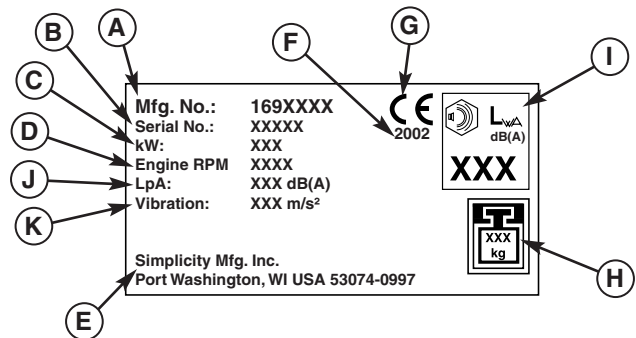 A
B
C
D
J
K
E
F
G
I
H
Mfg. No.: 169XXXX
Serial No.: XXXXX
kW: XXX
Engine RPM XXXX
LpA: XXX dB(A)
Vibration: XXX m/s²
Simplicity Mfg. Inc.
Port Washington, WI USA 53074-0997
CE
2002
LWA
dB(A)
XXX
XXX
kg